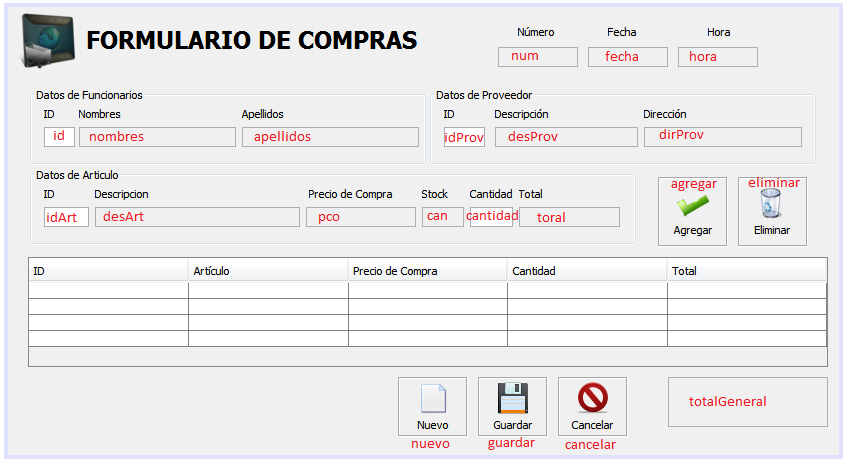 FORMULARIO DE COMPRAS
Número Fecha Hora
num fecha hora
Datos de Funcionarios Datos de Proveedor
ID Nombres Apellidos ID Descripción Dirección
id nombres apellidos idProv desProv dirProv
Datos de Articulo
ID Descripcion Precio de Compra Stock Cantidad Total
idArt desArt pco can cantidad toral
agregar eliminar
Agregar Eliminar
ID Artículo Precio de Compra Cantidad Total
Nuevo Guardar Cancelar
nuevo guardar cancelar
totalGeneral